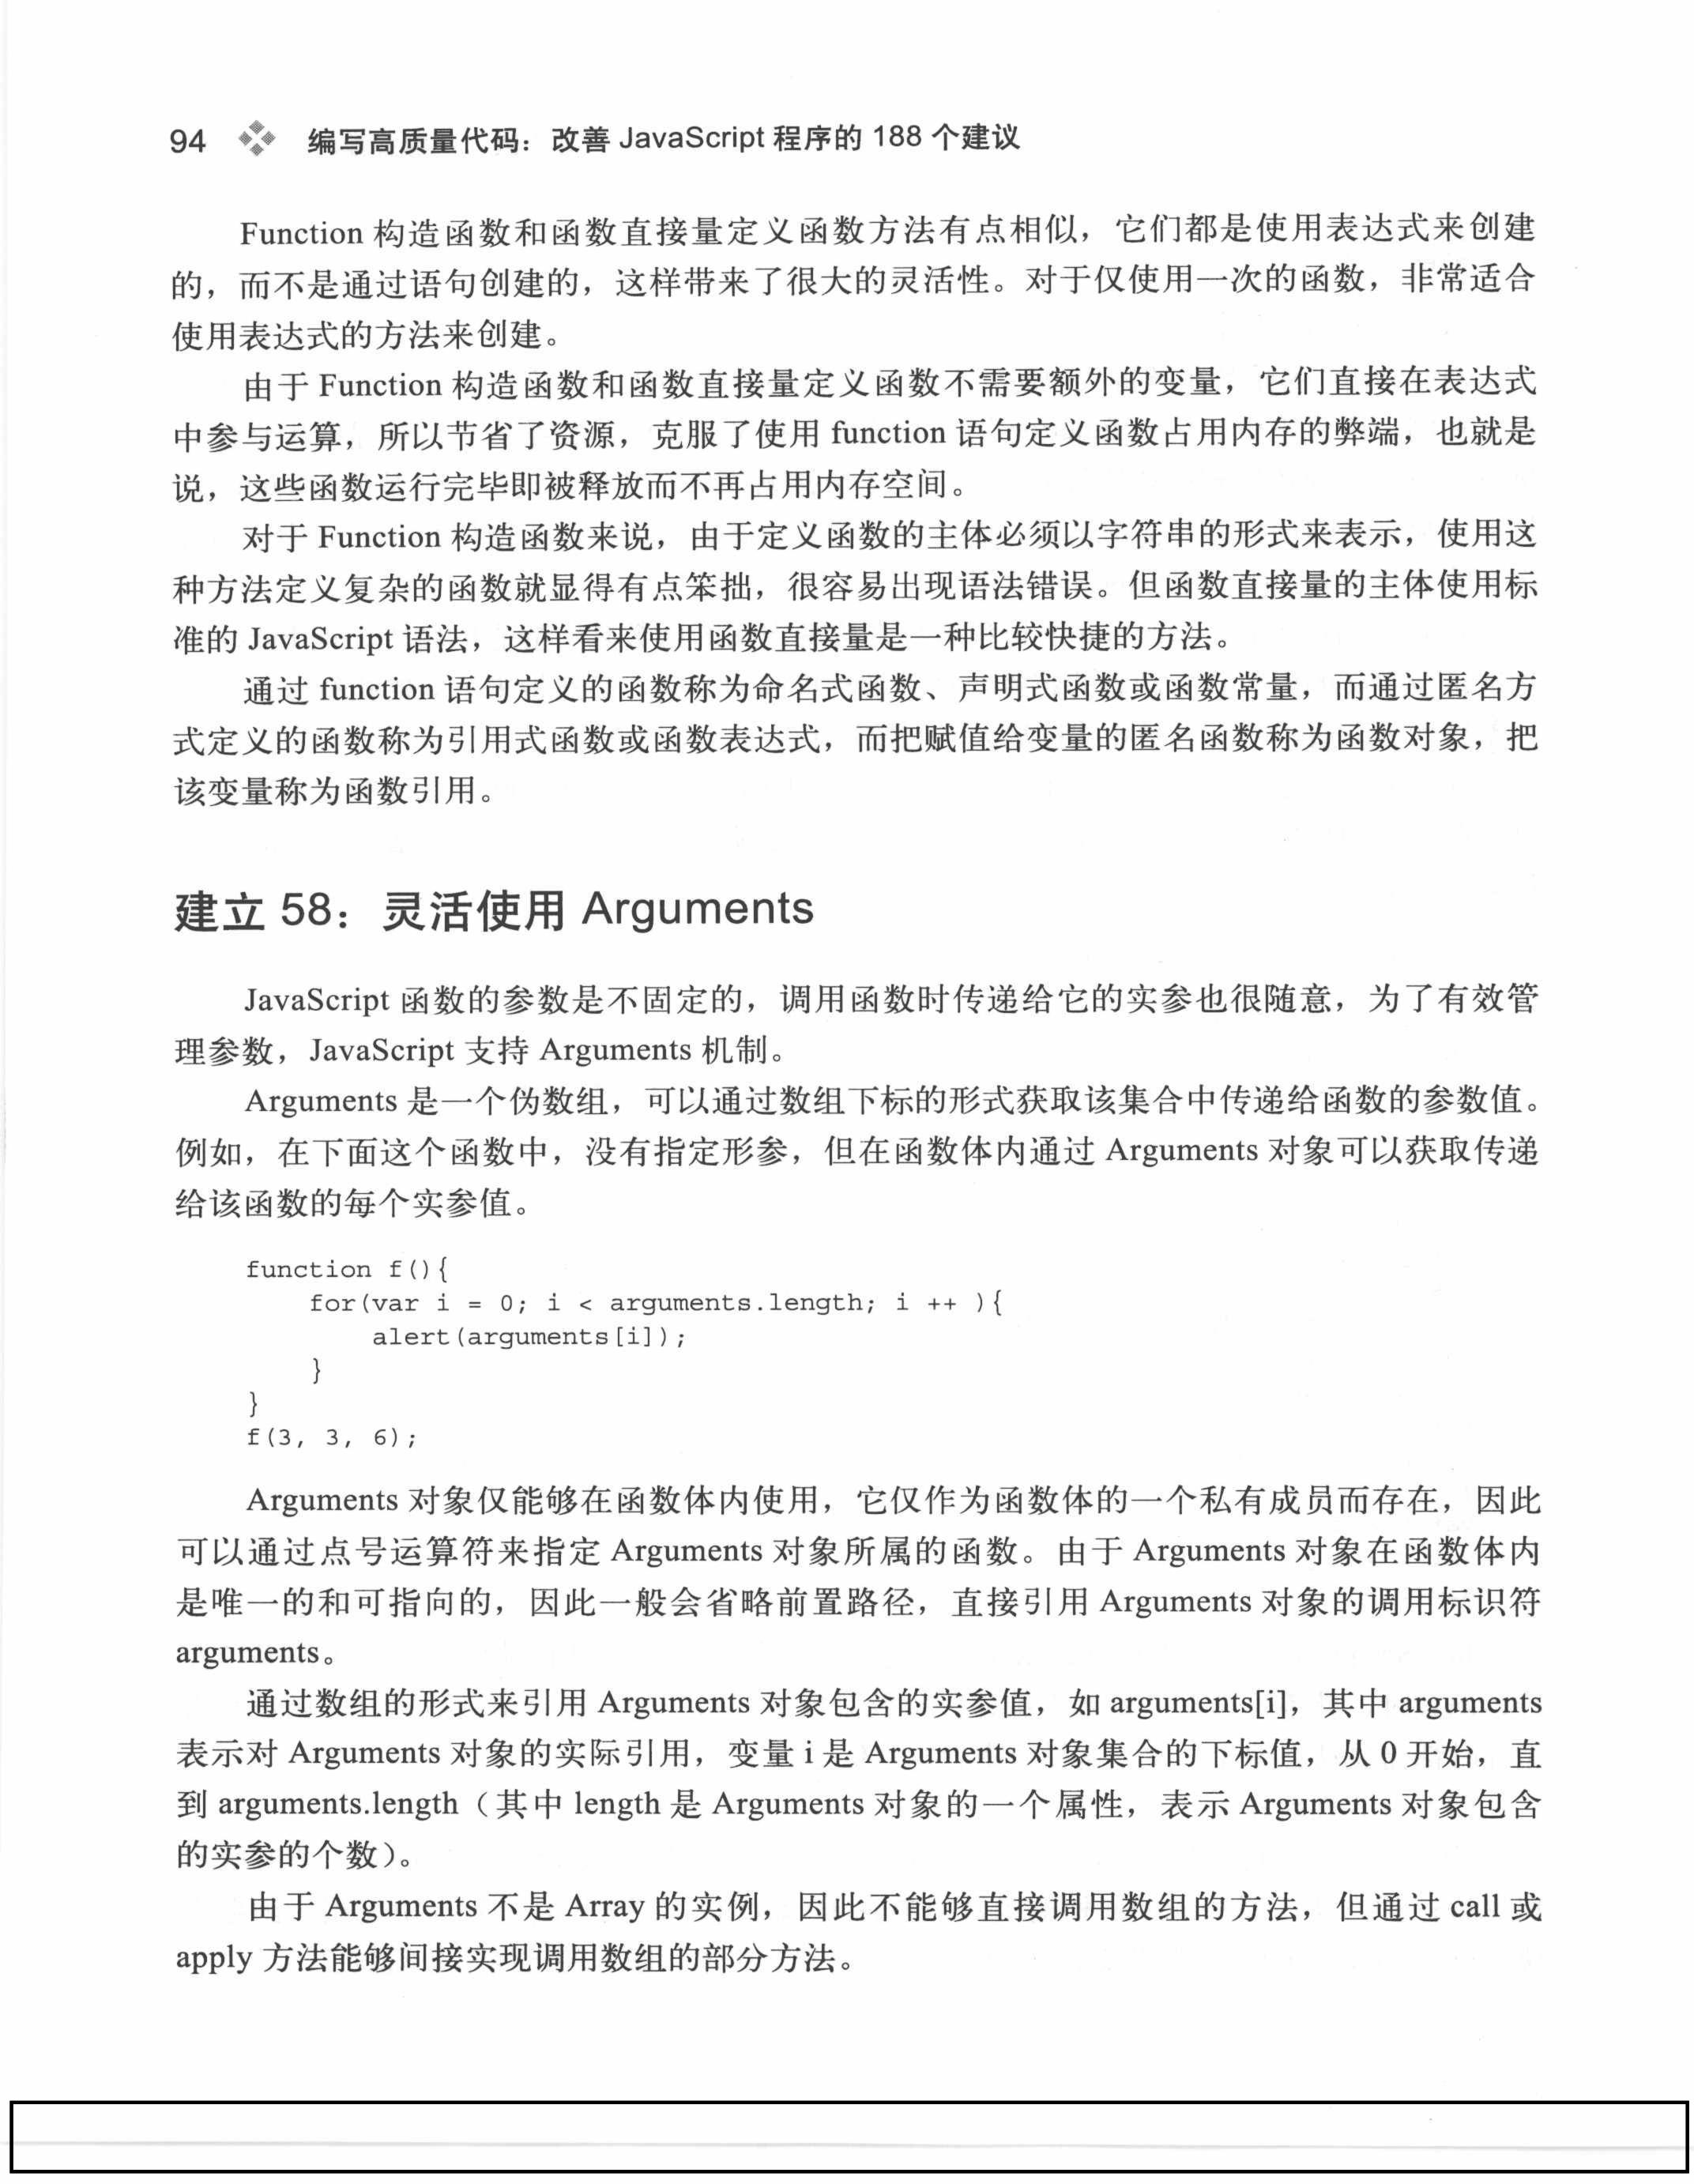 94 编写高质量代码：改善 JavaScript 程序的 188 个建议
Function 构造函数和函数直接量定义函数方法有点相似，它们都是使用表达式来创建
的，而不是通过语句创建的，这样带来了很大的灵活性。对于仅使用一次的函数，非常适合
使用表达式的方法来创建。
由于 Function 构造函数和函数直接量定义函数不需要额外的变量，它们直接在表达式
中参与运算，所以节省了资源，克服了使用 function 语句定义函数占用内存的弊端，也就是
说，这些函数运行完毕即被释放而不再占用内存空间。
对于 Function 构造函数来说，由于定义函数的主体必须以字符串的形式来表示，使用这
种方法定义复杂的函数就显得有点笨拙，很容易出现语法错误。但函数直接量的主体使用标
准的 JavaScript 语法，这样看来使用函数直接量是一种比较快捷的方法。
通过 function 语句定义的函数称为命名式函数、声明式函数或函数常量，而通过匿名方
式定义的函数称为引用式函数或函数表达式，而把赋值给变量的匿名函数称为函数对象，把
该变量称为函数引用。
建立 58：灵活使用 Arguments
JavaScript 函数的参数是不固定的，调用函数时传递给它的实参也很随意，为了有效管
理参数，JavaScript 支持 Arguments 机制。
Arguments 是一个伪数组，可以通过数组下标的形式获取该集合中传递给函数的参数值。
例如，在下面这个函数中，没有指定形参，但在函数体内通过 Arguments 对象可以获取传递
给该函数的每个实参值。
function f(){
for(var i = 0; i < arguments.length; i ++ ){
alert(arguments[i]);
}
}
f(3, 3, 6);
Arguments 对象仅能够在函数体内使用，它仅作为函数体的一个私有成员而存在，因此
可以通过点号运算符来指定 Arguments 对象所属的函数。由于 Arguments 对象在函数体内
是唯一的和可指向的，因此一般会省略前置路径，直接引用 Arguments 对象的调用标识符
arguments。
通过数组的形式来引用 Arguments 对象包含的实参值，如 arguments[i]，其中 arguments
表示对 Arguments 对象的实际引用，变量 i 是 Arguments 对象集合的下标值，从 0 开始，直
到 arguments.length（其中 length 是 Arguments 对象的一个属性，表示 Arguments 对象包含
的实参的个数）。
由于 Arguments 不是 Array 的实例，因此不能够直接调用数组的方法，但通过 call 或
apply 方法能够间接实现调用数组的部分方法。